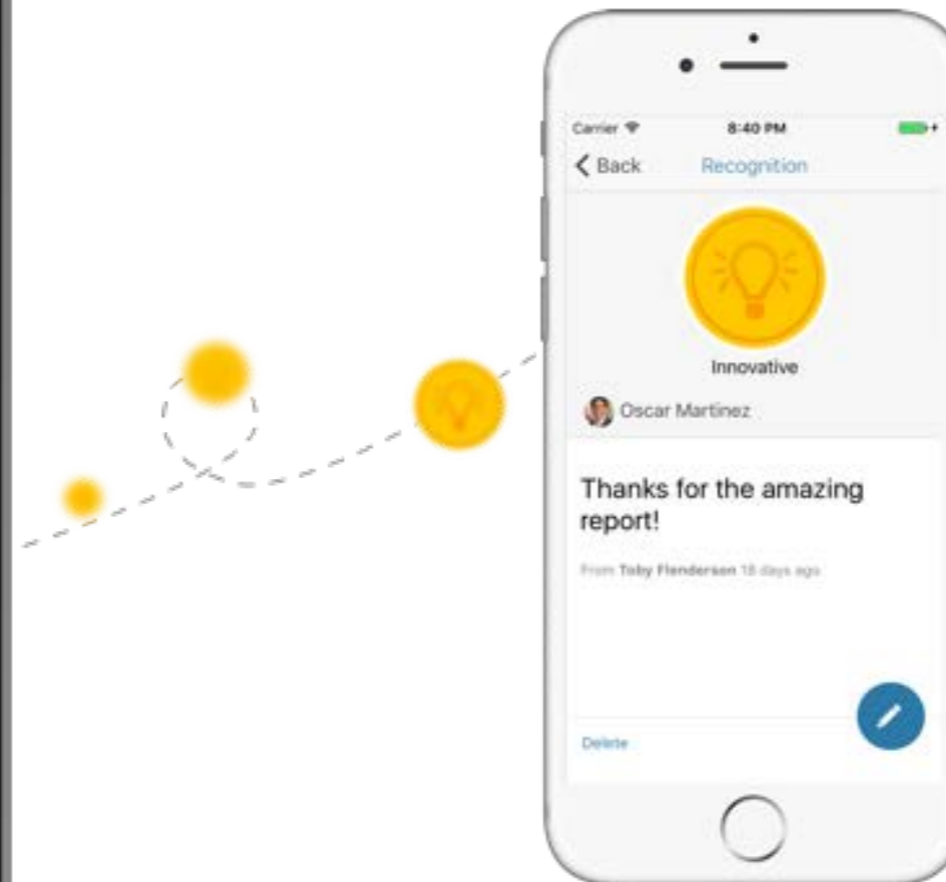 Carrier 8:40 PM
Back Recognition
Innovative
Oscar Martinez
Thanks for the amazing
report!
From Toby Flenderson 18 days ago
Delete